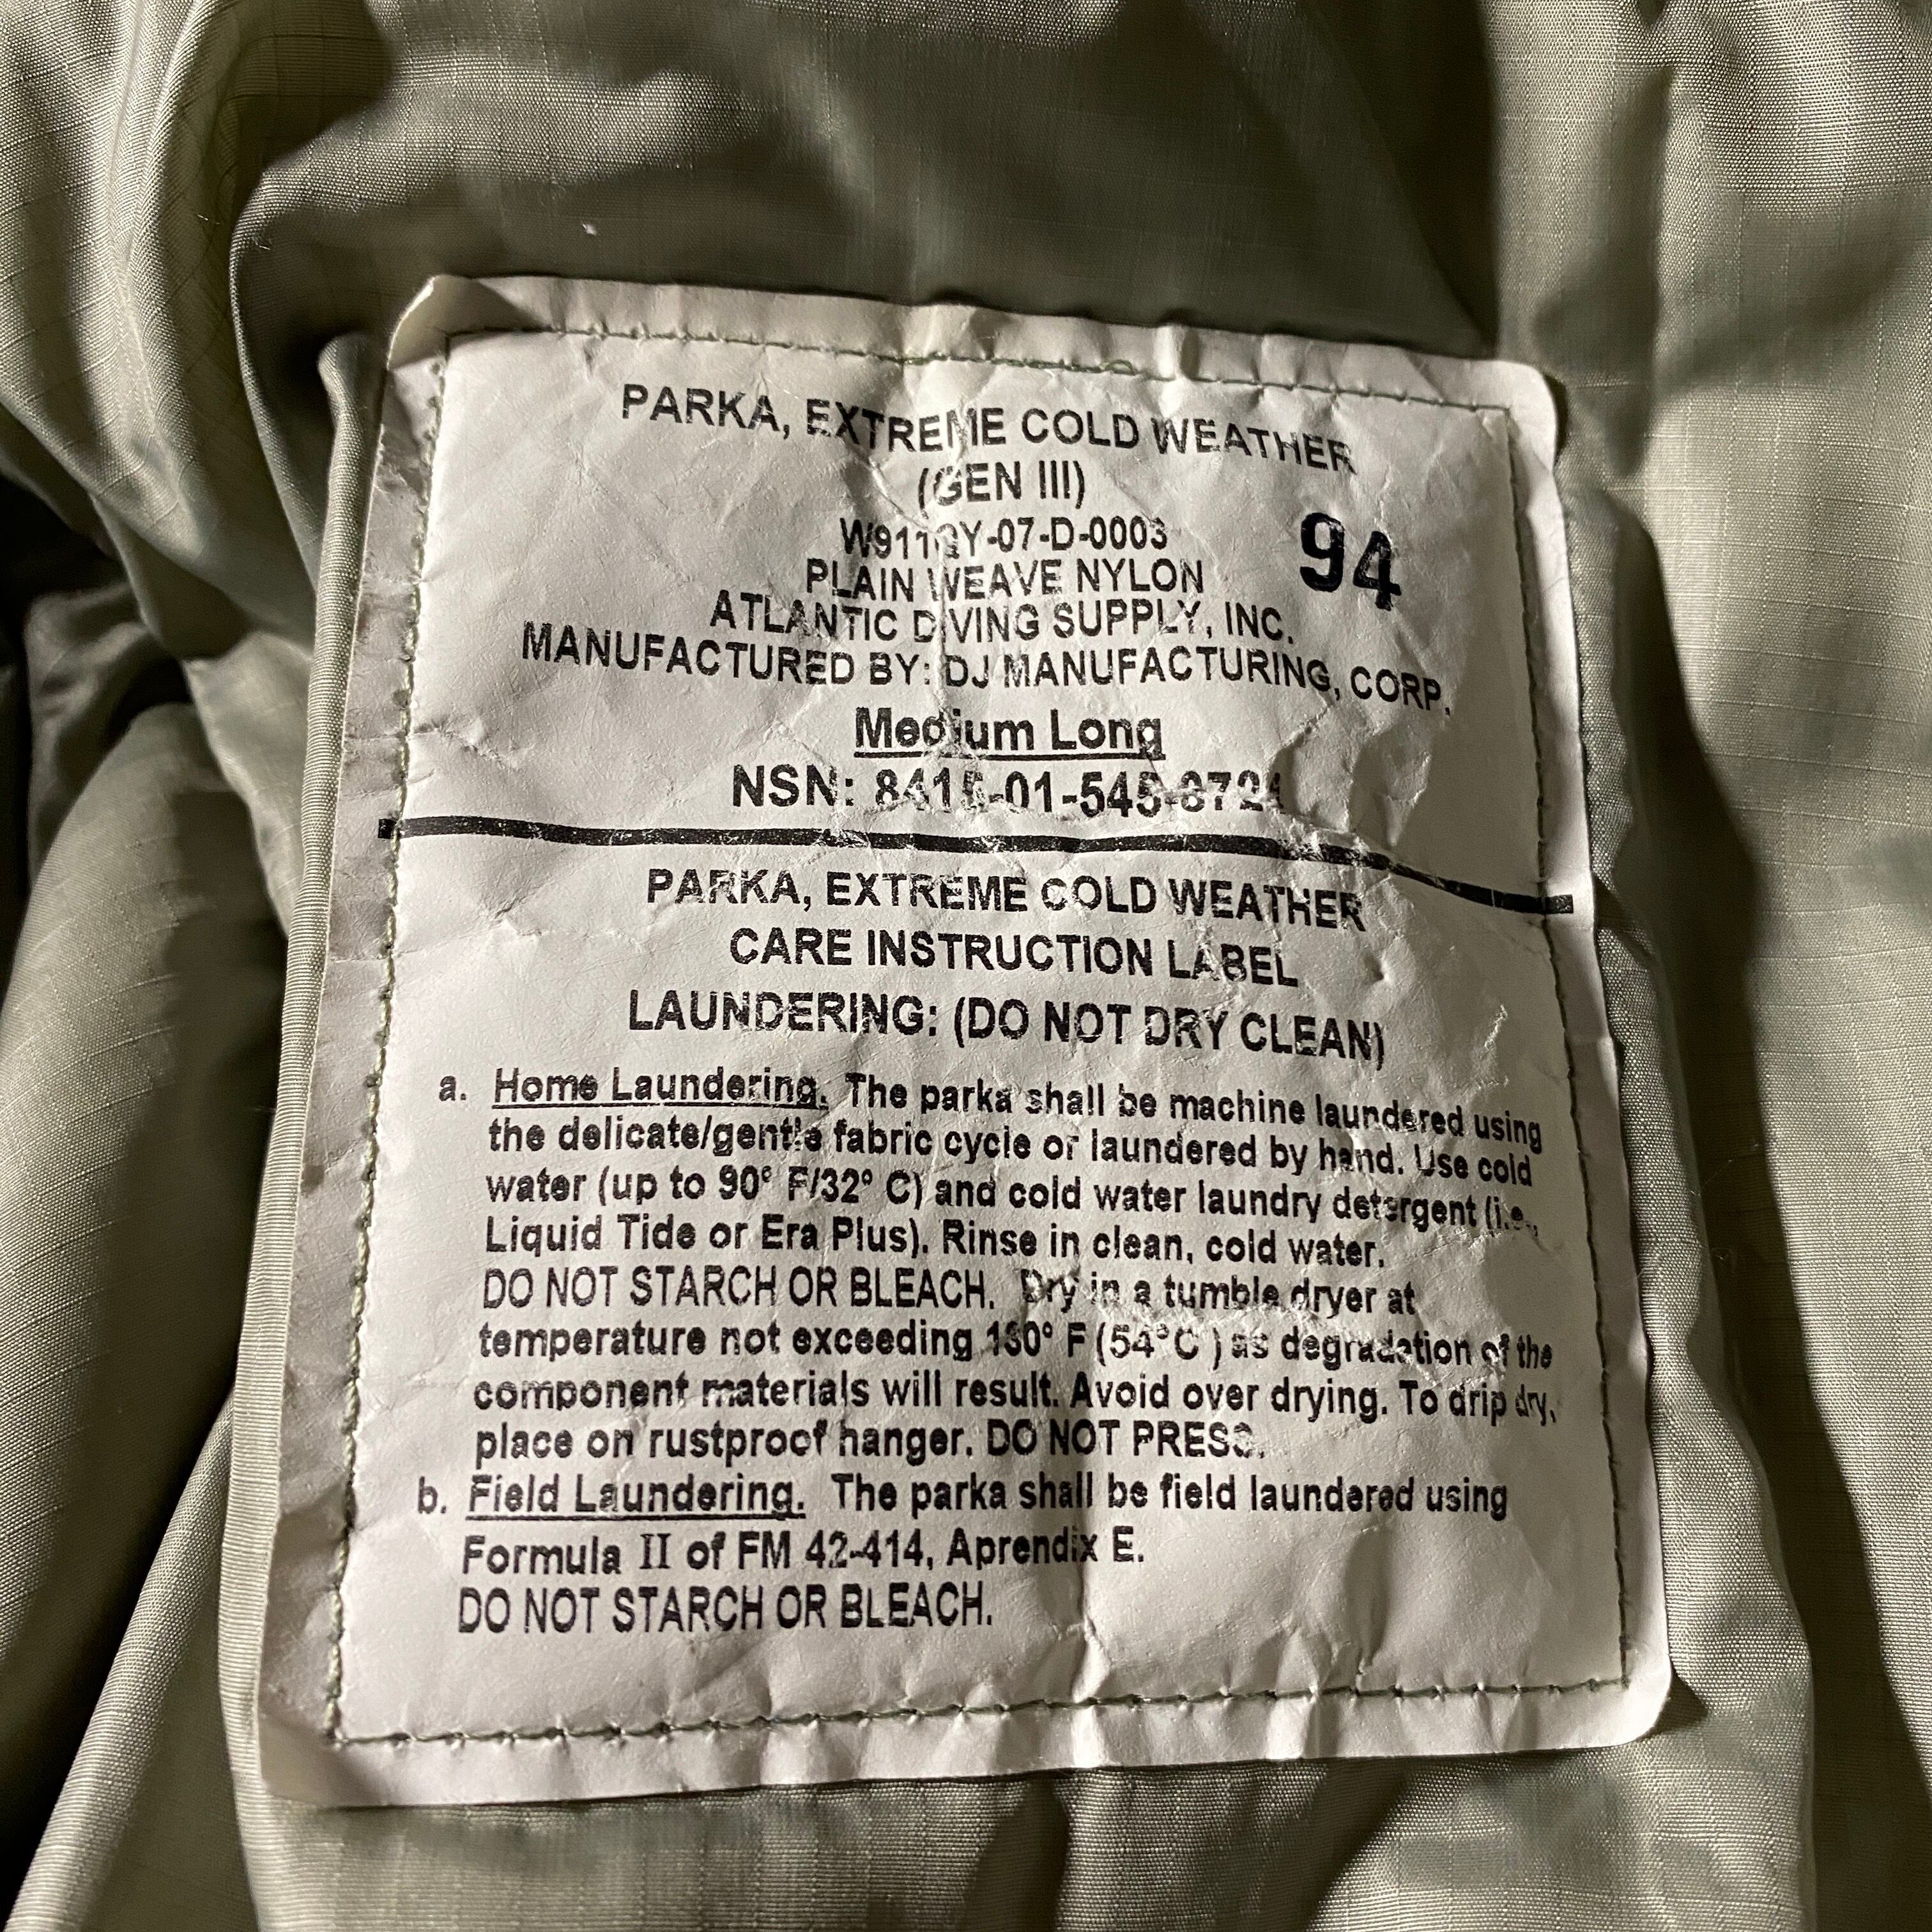 PARKA, EXTREME COLD WEATHER
(GEN III)
W911QY-07-D-0003
94
PLAIN WEAVE NYLON
ATLANTIC DIVING SUPPLY, INC.
MANUFACTURED BY: DJ MANUFACTURING, CORP.
Medium Long
NSN:
PARKA, EXTREME COLD WEATHER
CARE INSTRUCTION LABEL
LAUNDERING: (DO NOT DRY CLEAN)
a. Home Laundering. The parka shall be machine laundered using
the delicate/gentle fabric cycle or laundered by hand. Use cold
water (up to 90° F/32° C) and cold water laundry detergent (i.e.,
Liquid Tide or Era Plus). Rinse in clean, cold water.
DO NOT STARCH OR BLEACH. Dry in a tumble dryer at
temperature not exceeding 130° F (54°C ) as degradation of the
component materials will result. Avoid over drying. To drip dry,
place on rustproof hanger. DO NOT PRESS.
b. Field Laundering. The parka shall be field laundered using
Formula II of FM 42-414, Appendix E.
DO NOT STARCH OR BLEACH.